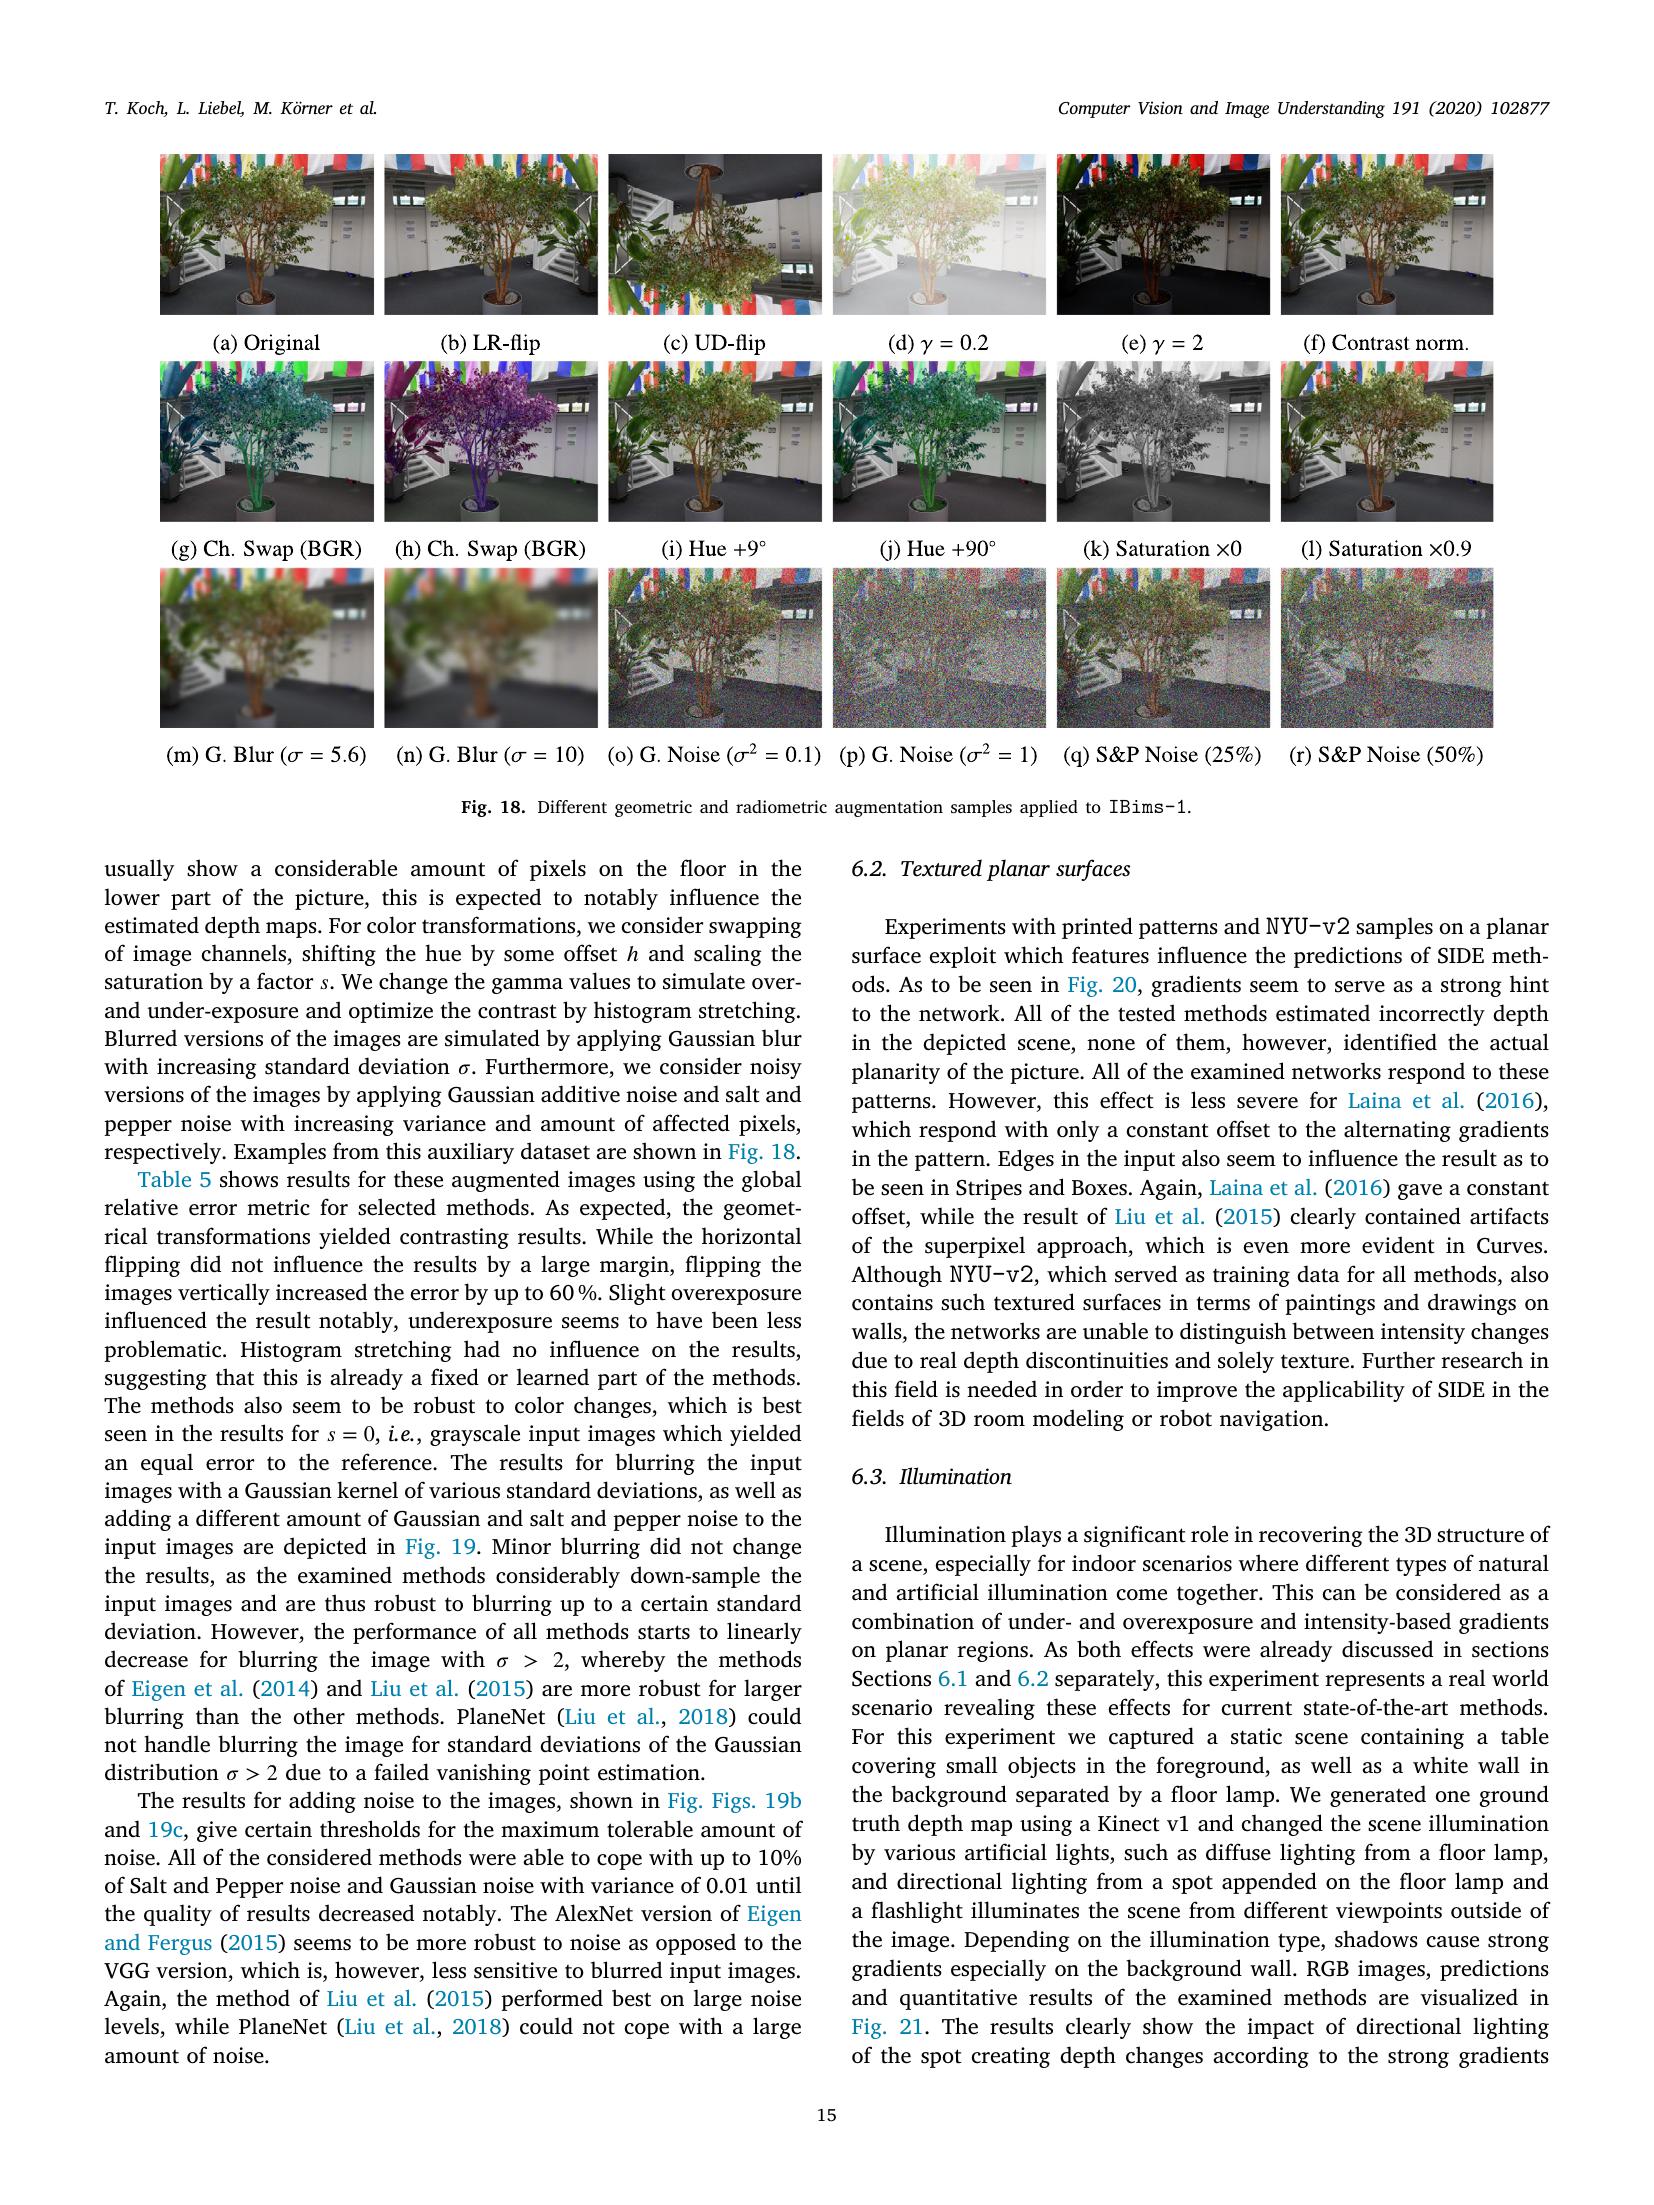 T. Koch, L. Liebel, M. Körner et al.
Computer Vision and Image Understanding 191 (2020) 102877
(a) Original
(b) LR-flip
(c) UD-flip
(d) γ = 0.2
(e) γ = 2
(f) Contrast norm.
(g) Ch. Swap (BGR)
(h) Ch. Swap (BGR)
(i) Hue +9°
(j) Hue +90°
(k) Saturation ×0
(l) Saturation ×0.9
(m) G. Blur (σ = 5.6)
(n) G. Blur (σ = 10)
(o) G. Noise (σ² = 0.1)
(p) G. Noise (σ² = 1)
(q) S&P Noise (25%)
(r) S&P Noise (50%)
Fig. 18. Different geometric and radiometric augmentation samples applied to IBims-1.
usually show a considerable amount of pixels on the floor in the
lower part of the picture, this is expected to notably influence the
estimated depth maps. For color transformations, we consider swapping
of image channels, shifting the hue by some offset h and scaling the
saturation by a factor s. We change the gamma values to simulate over-
and under-exposure and optimize the contrast by histogram stretching.
Blurred versions of the images are simulated by applying Gaussian blur
with increasing standard deviation σ. Furthermore, we consider noisy
versions of the images by applying Gaussian additive noise and salt and
pepper noise with increasing variance and amount of affected pixels,
respectively. Examples from this auxiliary dataset are shown in Fig. 18.
Table 5 shows results for these augmented images using the global
relative error metric for selected methods. As expected, the geomet-
rical transformations yielded contrasting results. While the horizontal
flipping did not influence the results by a large margin, flipping the
images vertically increased the error by up to 60 %. Slight overexposure
influenced the result notably, underexposure seems to have been less
problematic. Histogram stretching had no influence on the results,
suggesting that this is already a fixed or learned part of the methods.
The methods also seem to be robust to color changes, which is best
seen in the results for s = 0, i.e., grayscale input images which yielded
an equal error to the reference. The results for blurring the input
images with a Gaussian kernel of various standard deviations, as well as
adding a different amount of Gaussian and salt and pepper noise to the
input images are depicted in Fig. 19. Minor blurring did not change
the results, as the examined methods considerably down-sample the
input images and are thus robust to blurring up to a certain standard
deviation. However, the performance of all methods starts to linearly
decrease for blurring the image with σ > 2, whereby the methods
of Eigen et al. (2014) and Liu et al. (2015) are more robust for larger
blurring than the other methods. PlaneNet (Liu et al., 2018) could
not handle blurring the image for standard deviations of the Gaussian
distribution σ > 2 due to a failed vanishing point estimation.
The results for adding noise to the images, shown in Fig. Figs. 19b
and 19c, give certain thresholds for the maximum tolerable amount of
noise. All of the considered methods were able to cope with up to 10%
of Salt and Pepper noise and Gaussian noise with variance of 0.01 until
the quality of results decreased notably. The AlexNet version of Eigen
and Fergus (2015) seems to be more robust to noise as opposed to the
VGG version, which is, however, less sensitive to blurred input images.
Again, the method of Liu et al. (2015) performed best on large noise
levels, while PlaneNet (Liu et al., 2018) could not cope with a large
amount of noise.
6.2. Textured planar surfaces
Experiments with printed patterns and NYU-v2 samples on a planar
surface exploit which features influence the predictions of SIDE meth-
ods. As to be seen in Fig. 20, gradients seem to serve as a strong hint
to the network. All of the tested methods estimated incorrectly depth
in the depicted scene, none of them, however, identified the actual
planarity of the picture. All of the examined networks respond to these
patterns. However, this effect is less severe for Laina et al. (2016),
which respond with only a constant offset to the alternating gradients
in the pattern. Edges in the input also seem to influence the result as to
be seen in Stripes and Boxes. Again, Laina et al. (2016) gave a constant
offset, while the result of Liu et al. (2015) clearly contained artifacts
of the superpixel approach, which is even more evident in Curves.
Although NYU-v2, which served as training data for all methods, also
contains such textured surfaces in terms of paintings and drawings on
walls, the networks are unable to distinguish between intensity changes
due to real depth discontinuities and solely texture. Further research in
this field is needed in order to improve the applicability of SIDE in the
fields of 3D room modeling or robot navigation.
6.3. Illumination
Illumination plays a significant role in recovering the 3D structure of
a scene, especially for indoor scenarios where different types of natural
and artificial illumination come together. This can be considered as a
combination of under- and overexposure and intensity-based gradients
on planar regions. As both effects were already discussed in sections
Sections 6.1 and 6.2 separately, this experiment represents a real world
scenario revealing these effects for current state-of-the-art methods.
For this experiment we captured a static scene containing a table
covering small objects in the foreground, as well as a white wall in
the background separated by a floor lamp. We generated one ground
truth depth map using a Kinect v1 and changed the scene illumination
by various artificial lights, such as diffuse lighting from a floor lamp,
and directional lighting from a spot appended on the floor lamp and
a flashlight illuminates the scene from different viewpoints outside of
the image. Depending on the illumination type, shadows cause strong
gradients especially on the background wall. RGB images, predictions
and quantitative results of the examined methods are visualized in
Fig. 21. The results clearly show the impact of directional lighting
of the spot creating depth changes according to the strong gradients
15